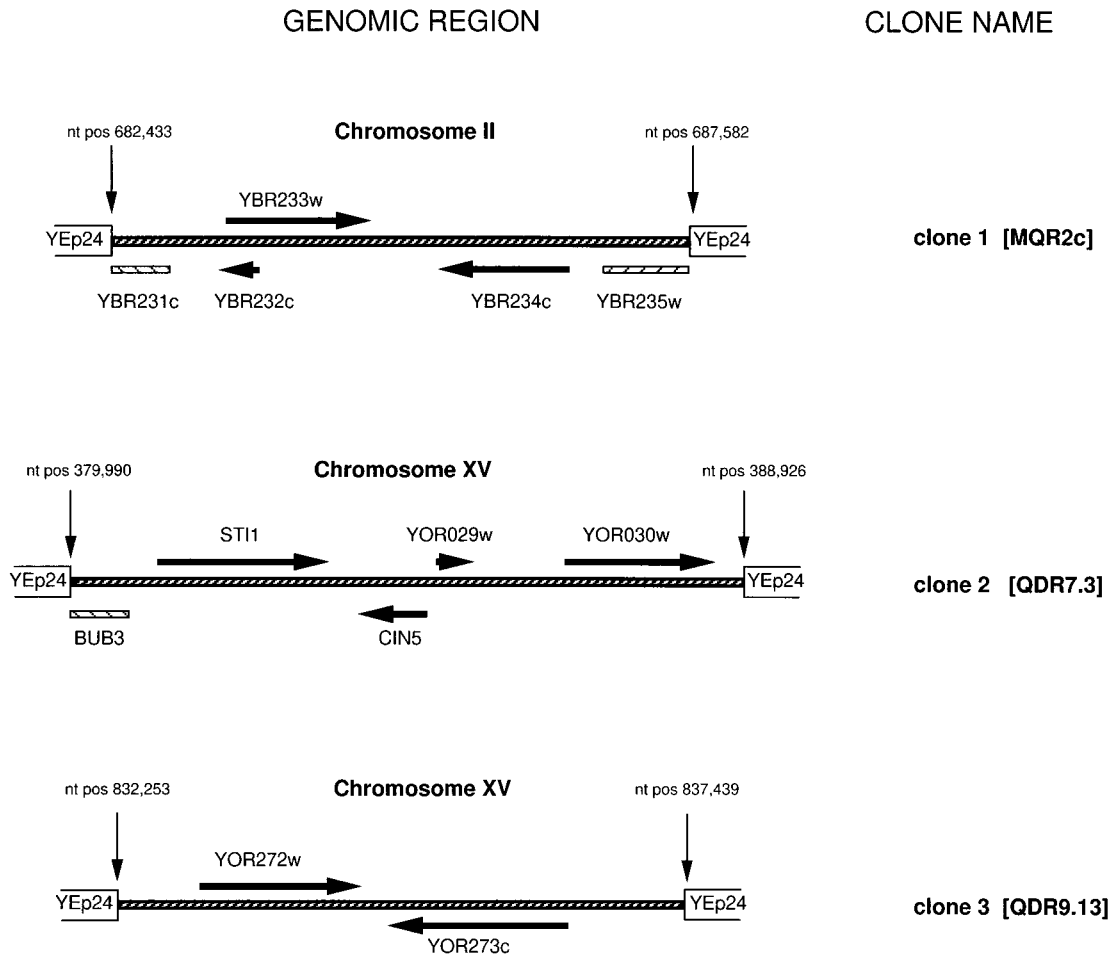 GENOMIC REGION CLONE NAME
nt pos 682,433 Chromosome II nt pos 687,582
YBR233w
YEp24 YEp24 clone 1 [MQR2c]
YBR231c YBR232c YBR234c YBR235w
nt pos 379,990 Chromosome XV nt pos 388,926
STI1 YOR029w YOR030w
YEp24 YEp24 clone 2 [QDR7.3]
BUB3 CIN5
nt pos 832,253 Chromosome XV nt pos 837,439
YOR272w
YEp24 YEp24 clone 3 [QDR9.13]
YOR273c